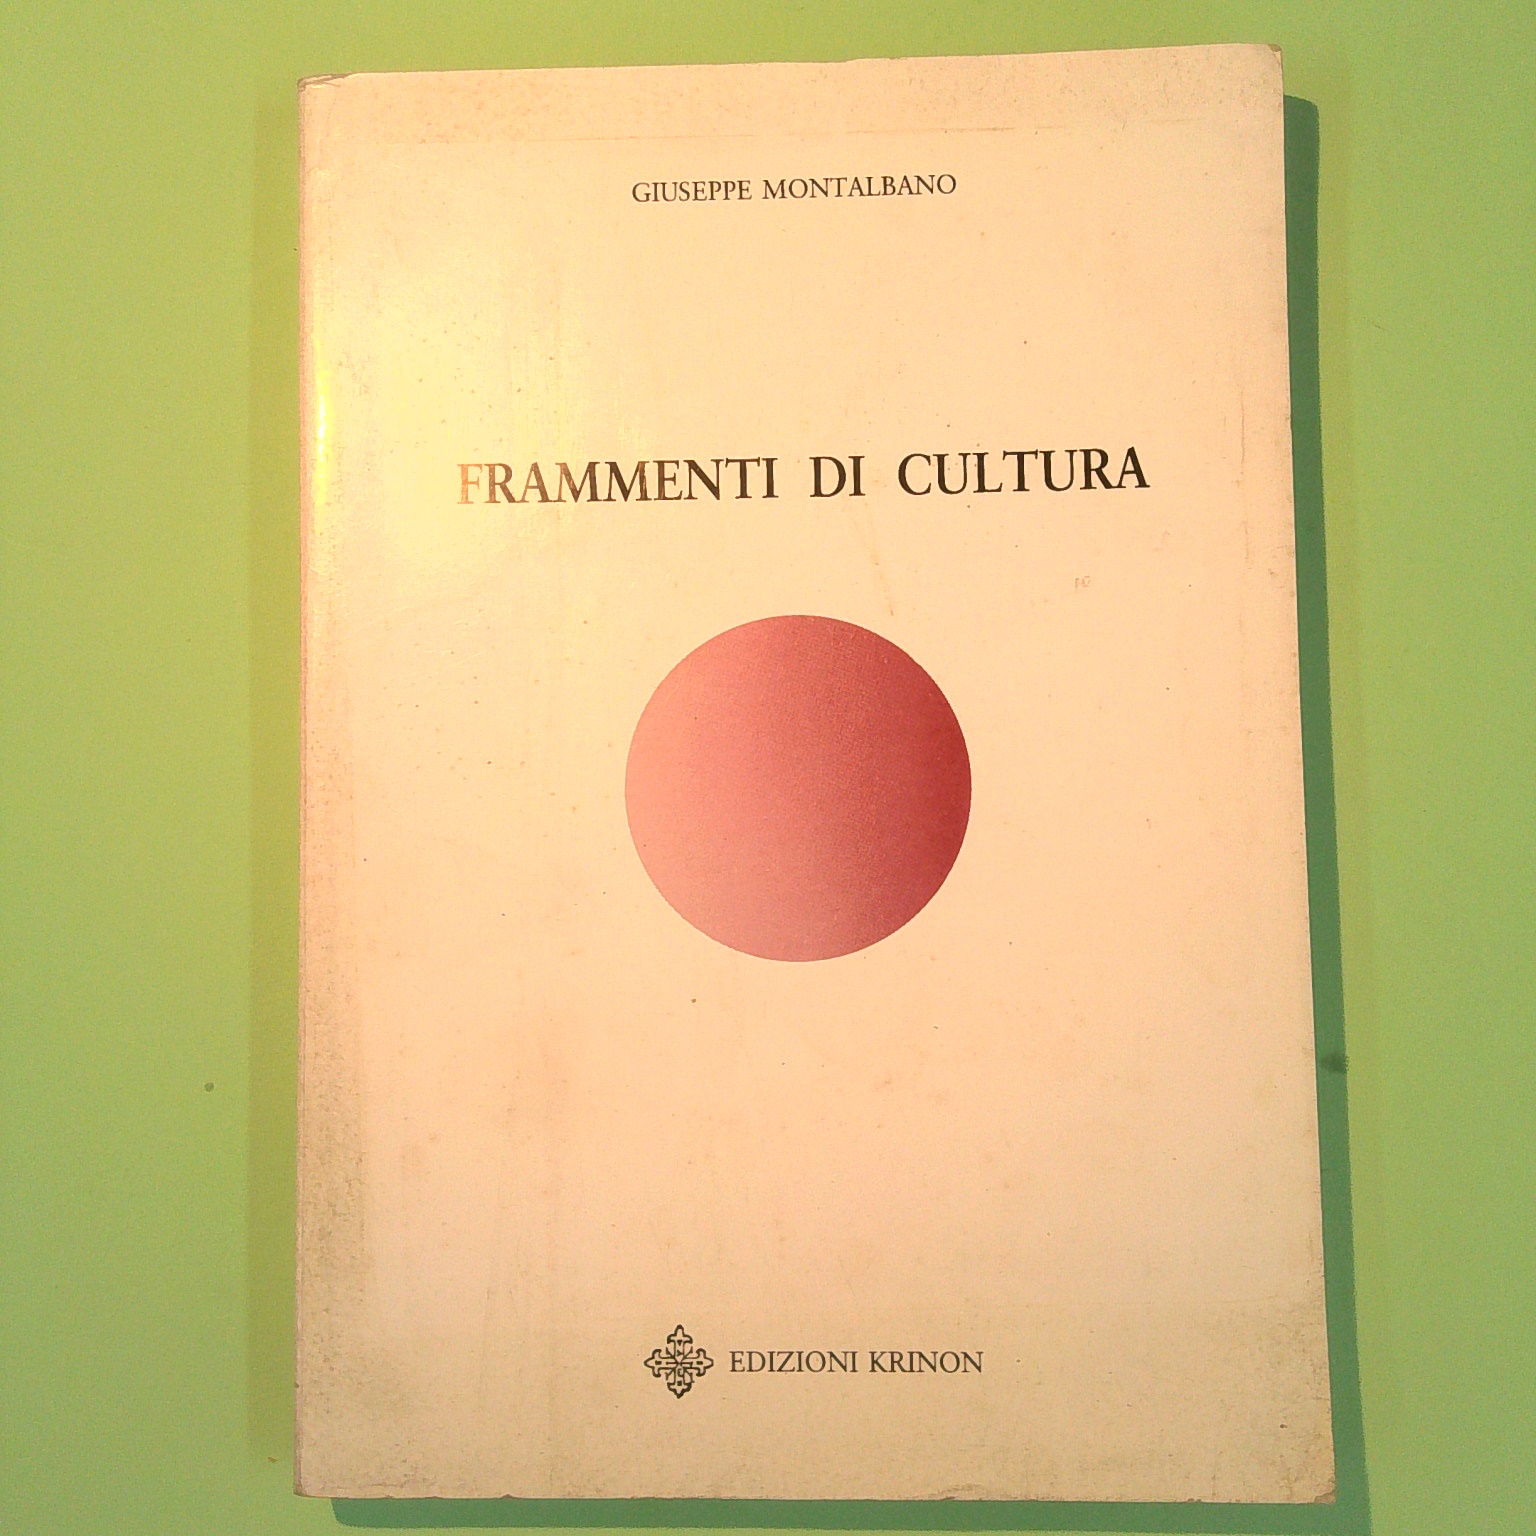 GIUSEPPE MONTALBANO
FRAMMENTI DI CULTURA
EDIZIONI KRINON